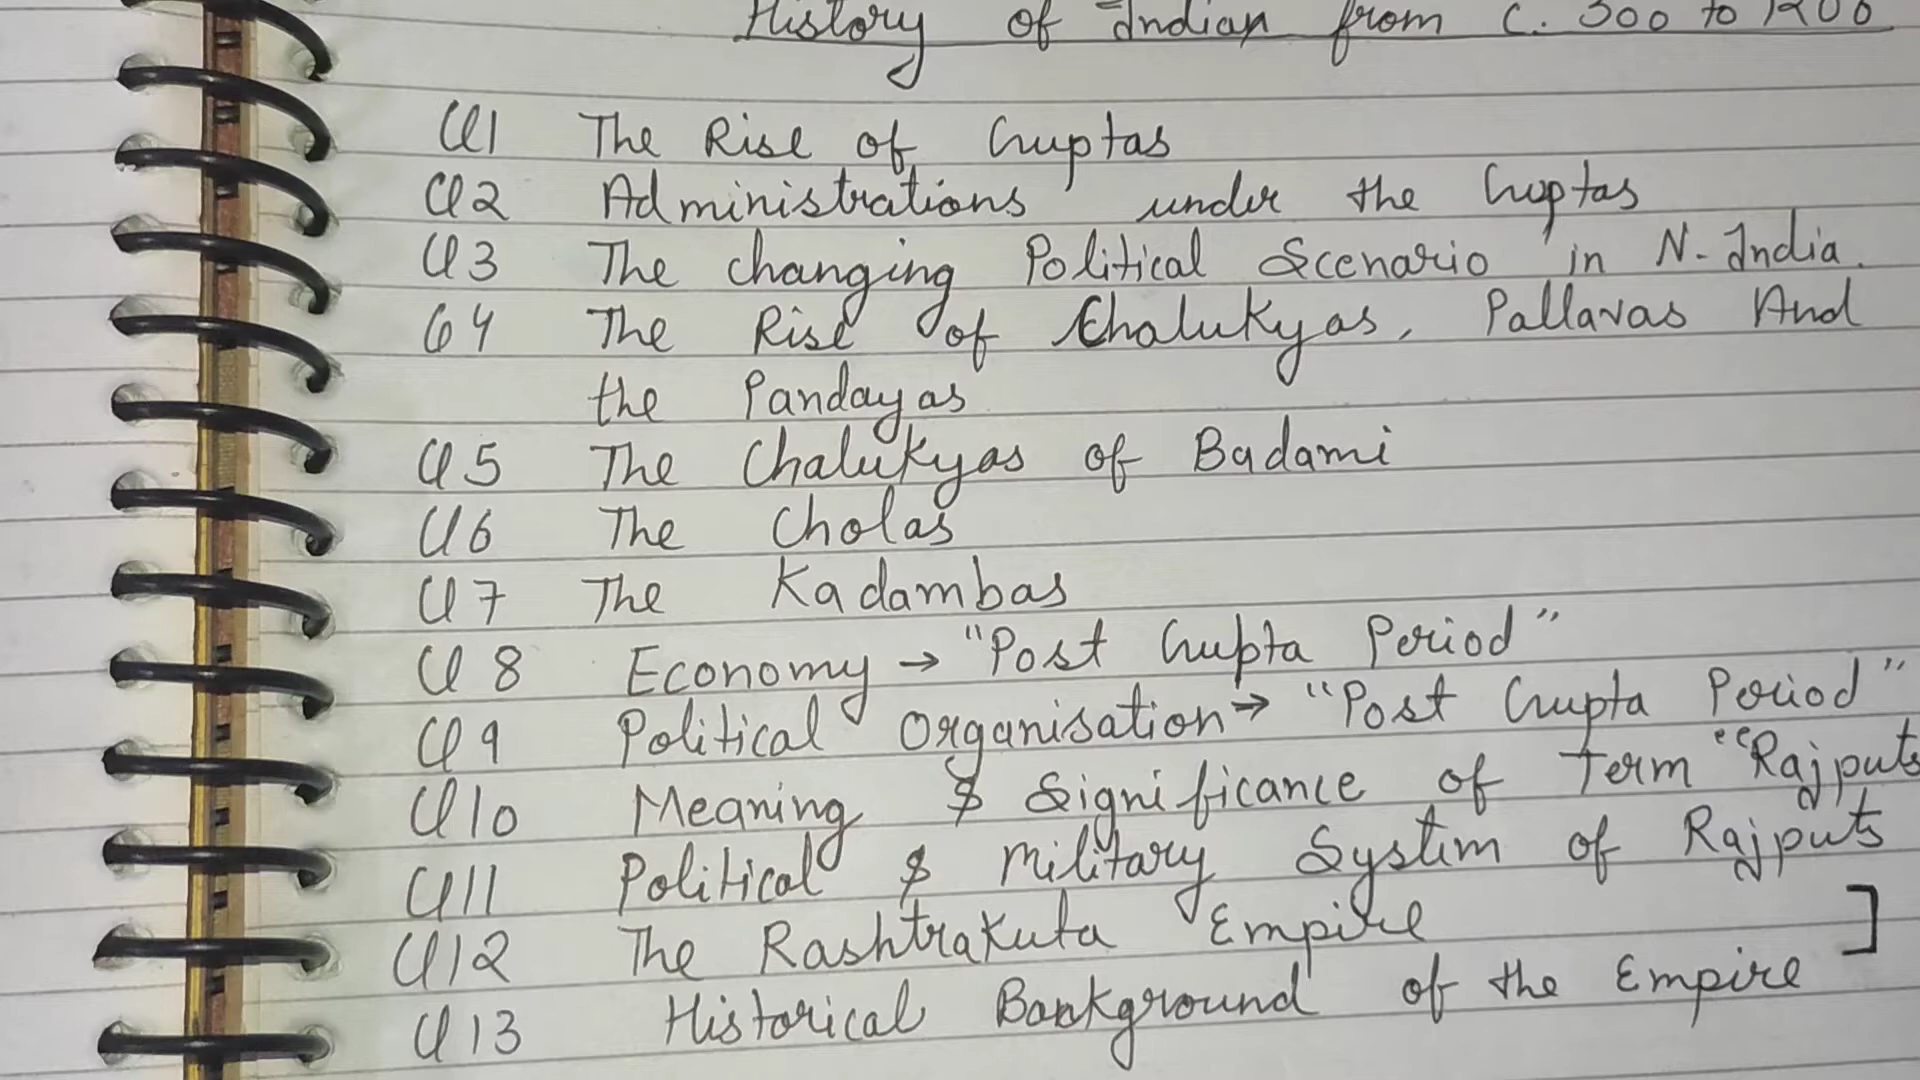 History of Indian from C. 300 to 1200
U1 The Rise of Guptas
U2 Administrations under the Guptas
U3 The changing Political Scenario in N. India.
U4 The Rise of Chalukyas, Pallavas And
the Pandayas
U5 The Chalukyas of Badami
U6 The Cholas
U7 The Kadambas
U8 Economy → "Post Gupta Period"
U9 Political Organisation → "Post Gupta Period"
U10 Meaning & Significance of Term "Rajputs
U11 Political & Military System of Rajputs
U12 The Rashtrakuta Empire ]
U13 Historical Background of the Empire